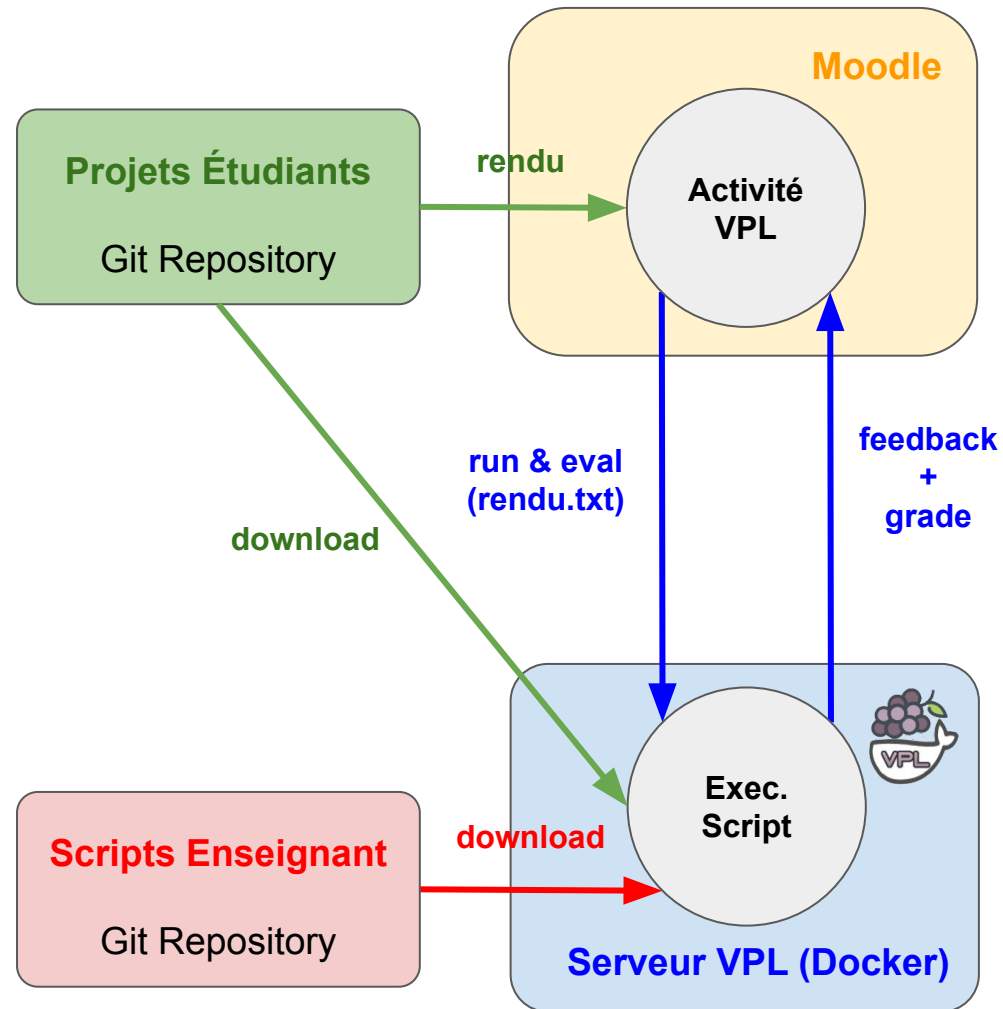 Moodle
Projets Étudiants
Git Repository
rendu
Activité
VPL
run & eval
(rendu.txt)
feedback
+
grade
download
VPL
Exec.
Script
Scripts Enseignant
Git Repository
download
Serveur VPL (Docker)